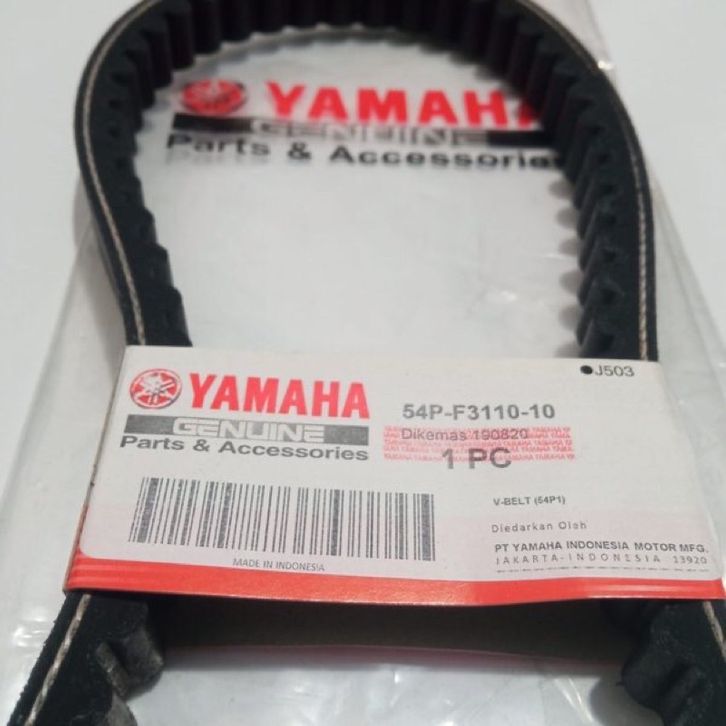 YAMAHA
GENUINE
Parts & Accessories
YAMAHA
GENUINE
Parts & Accessories
MADE IN INDONESIA
J503
54P-F3110-10
Dikemas 190820
1 PC
V-BELT (54P1)
Diedarkan Oleh
PT YAMAHA INDONESIA MOTOR MFG.
JAKARTA-INDONESIA 13920